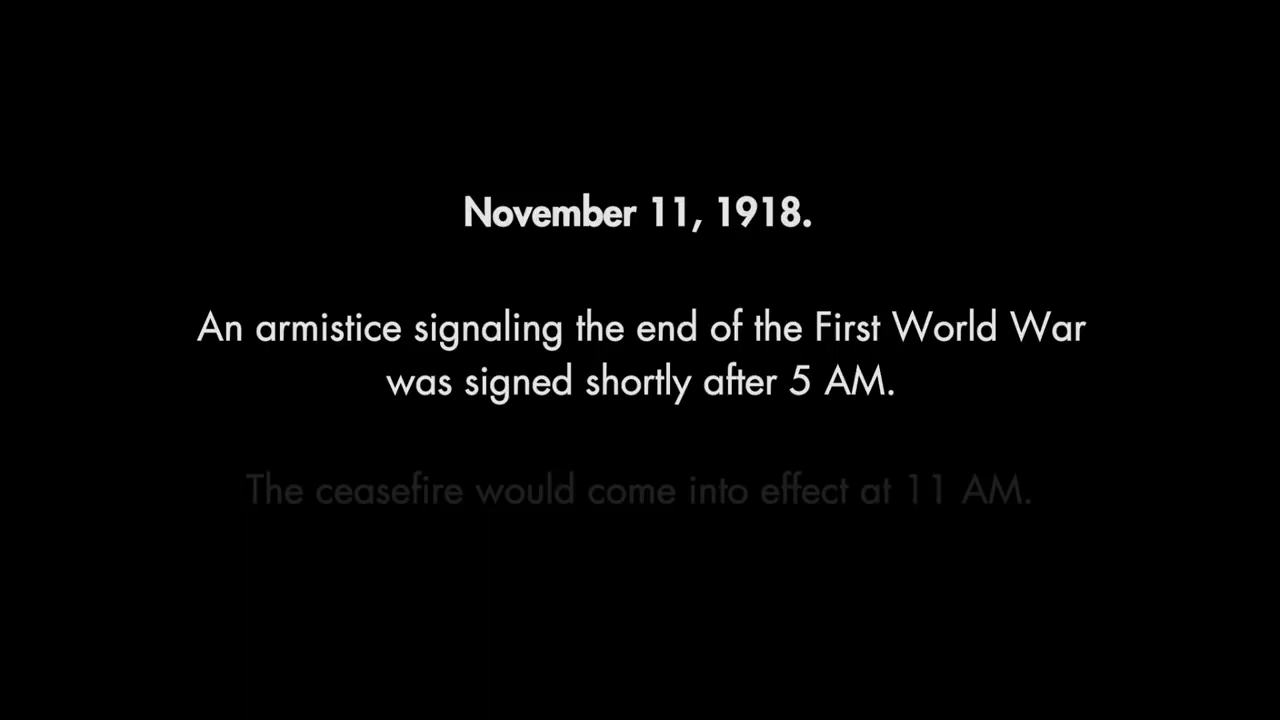 November 11, 1918.
An armistice signaling the end of the First World War
was signed shortly after 5 AM.
The ceasefire would come into effect at 11 AM.